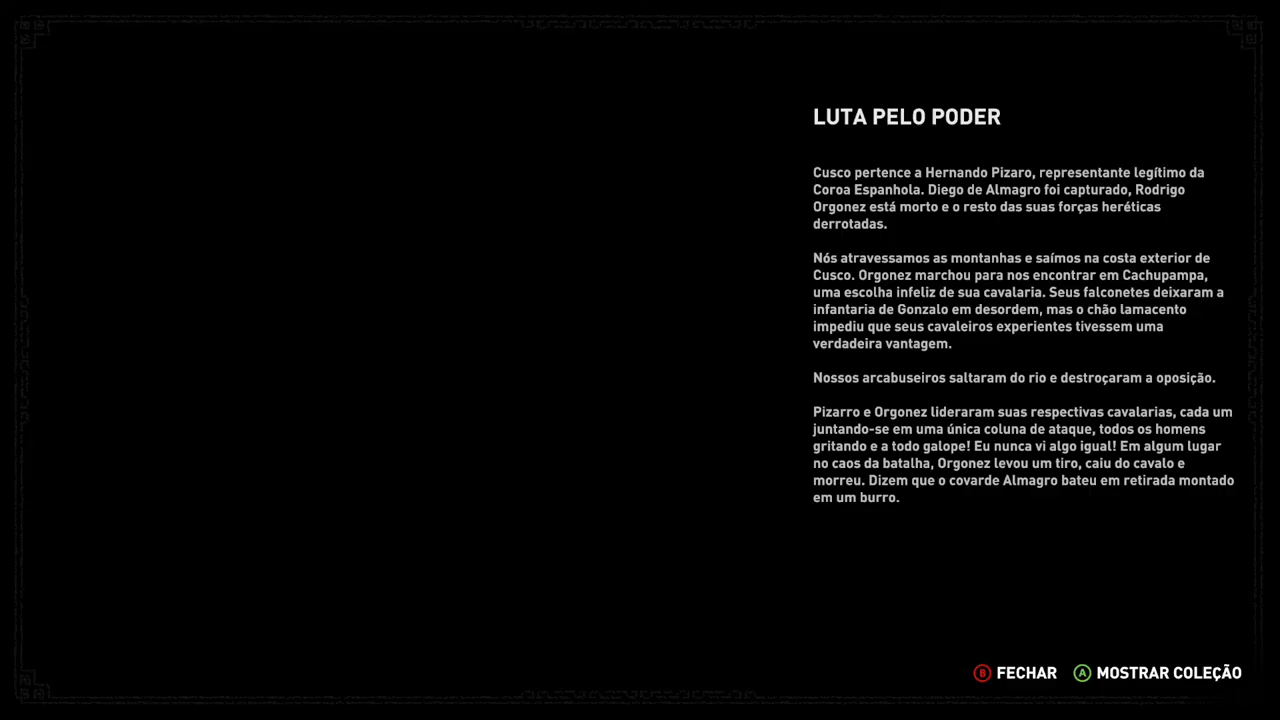 LUTA PELO PODER
Cusco pertence a Hernando Pizaro, representante legítimo da
Coroa Espanhola. Diego de Almagro foi capturado, Rodrigo
Orgonez está morto e o resto das suas forças heréticas
derrotadas.
Nós atravessamos as montanhas e saímos na costa exterior de
Cusco. Orgonez marchou para nos encontrar em Cachupampa,
uma escolha infeliz de sua cavalaria. Seus falconetes deixaram a
infantaria de Gonzalo em desordem, mas o chão lamacento
impediu que seus cavaleiros experientes tivessem uma
verdadeira vantagem.
Nossos arcabuseiros saltaram do rio e destroçaram a oposição.
Pizarro e Orgonez lideraram suas respectivas cavalarias, cada um
juntando-se em uma única coluna de ataque, todos os homens
gritando e a todo galope! Eu nunca vi algo igual! Em algum lugar
no caos da batalha, Orgonez levou um tiro, caiu do cavalo e
morreu. Dizem que o covarde Almagro bateu em retirada montado
em um burro.
B FECHAR A MOSTRAR COLEÇÃO